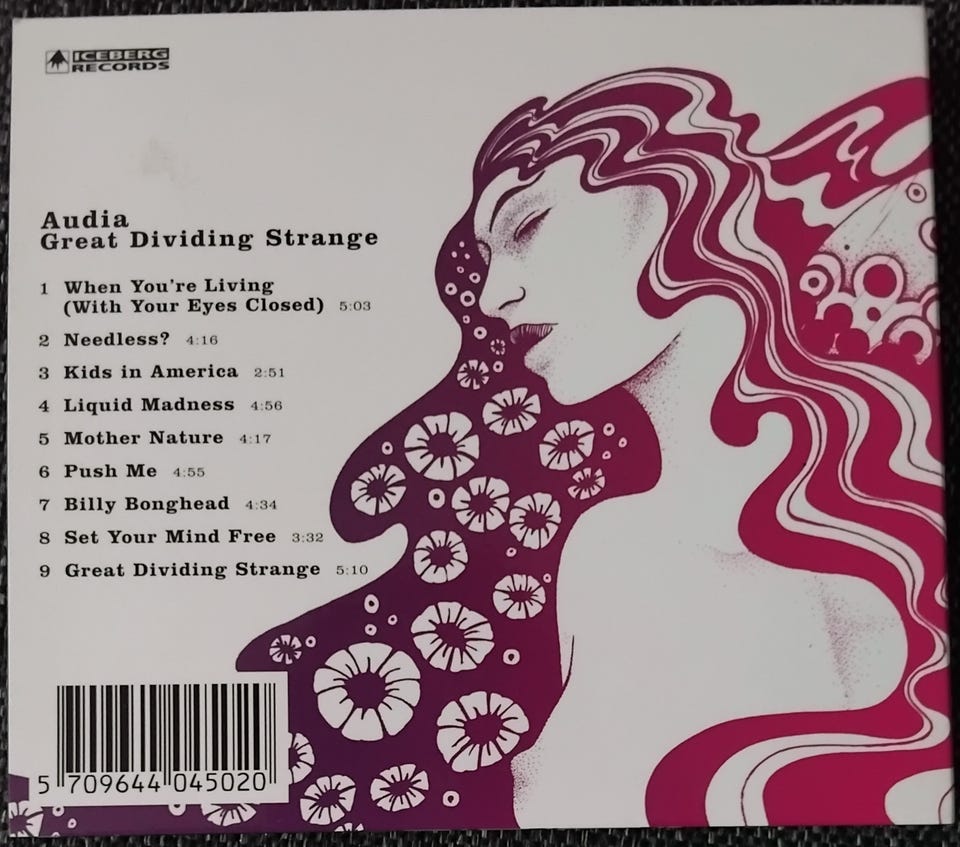 ICEBERG
RECORDS
Audia
Great Dividing Strange
1 When You're Living
(With Your Eyes Closed) 5:03
2 Needless? 4:16
3 Kids in America 2:51
4 Liquid Madness 4:56
5 Mother Nature 4:17
6 Push Me 4:55
7 Billy Bonghead 4:34
8 Set Your Mind Free 3:32
9 Great Dividing Strange 5:10
5 709644 045020